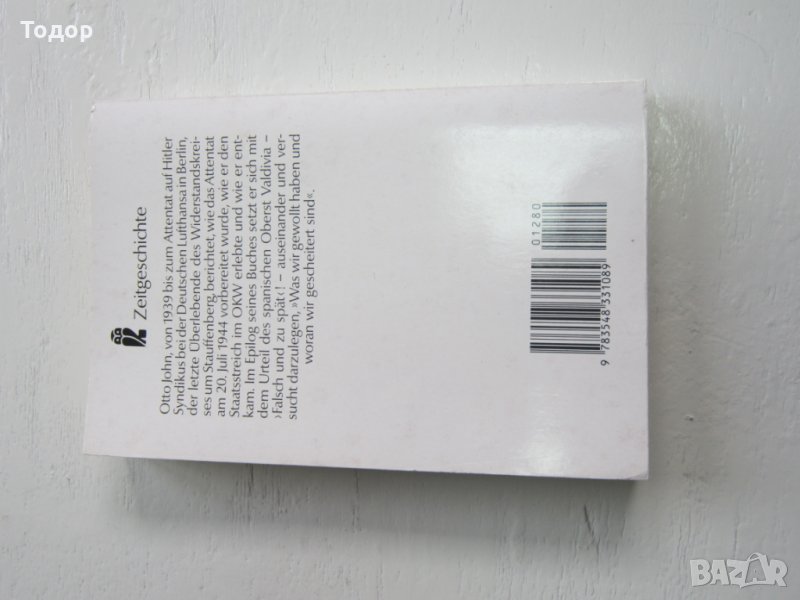 Todop
Zeitgeschichte
Otto John, von 1939 bis zum Attentat auf Hitler
Syndikus bei der Deutschen Lufthansa in Berlin,
der letzte Überlebende des Widerstandskrei-
ses um Stauffenberg, berichtet, wie das Attentat
am 20. Juli 1944 vorbereitet wurde, wie er den
Staatsstreich im OKW erlebte und wie er ent-
kam. Im Epilog seines Buches setzt er sich mit
dem Urteil des spanischen Oberst Valdivia –
›Falsch und zu spät‹! – auseinander und ver-
sucht darzulegen, »Was wir gewollt haben und
woran wir gescheitert sind«.
01280
9 783548 331089
BAZAR